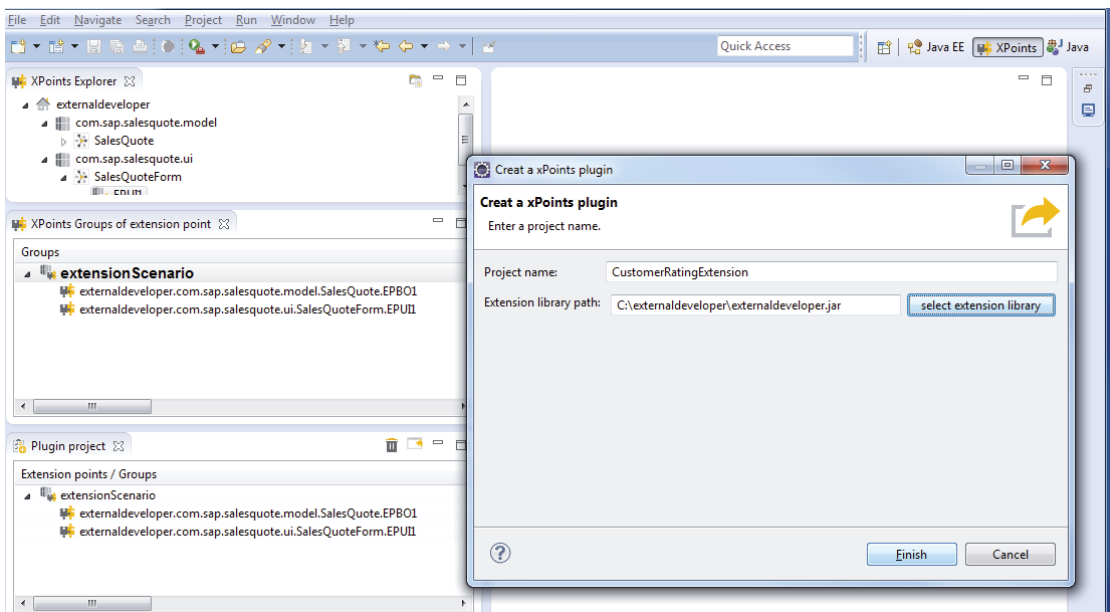 File Edit Navigate Search Project Run Window Help
Quick Access
Java EE
XPoints
Java
XPoints Explorer
externaldeveloper
com.sap.salesquote.model
SalesQuote
com.sap.salesquote.ui
SalesQuoteForm
EPUI1
XPoints Groups of extension point
Groups
extensionScenario
externaldeveloper.com.sap.salesquote.model.SalesQuote.EPBO1
externaldeveloper.com.sap.salesquote.ui.SalesQuoteForm.EPUI1
Plugin project
Extension points / Groups
extensionScenario
externaldeveloper.com.sap.salesquote.model.SalesQuote.EPBO1
externaldeveloper.com.sap.salesquote.ui.SalesQuoteForm.EPUI1
Creat a xPoints plugin
Creat a xPoints plugin
Enter a project name.
Project name: CustomerRatingExtension
Extension library path: C:\externaldeveloper\externaldeveloper.jar select extension library
Finish Cancel